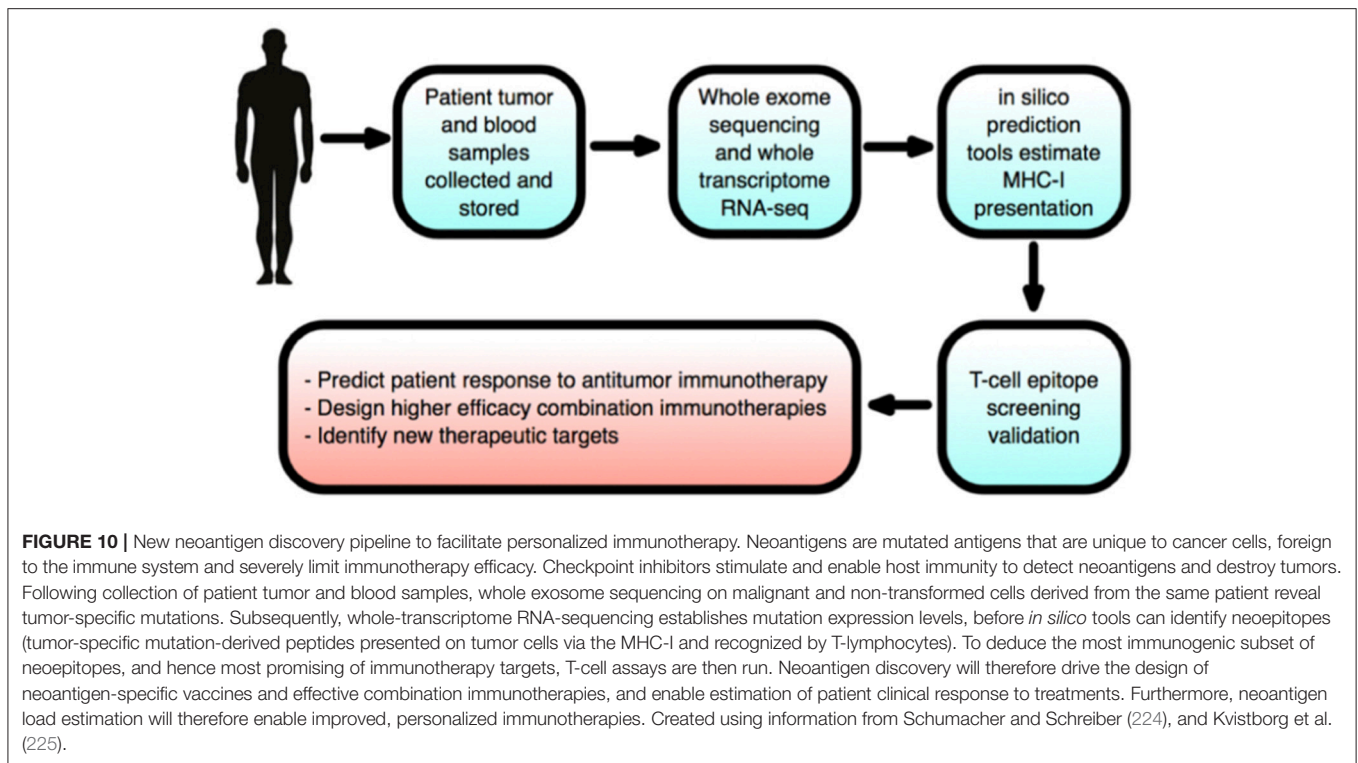 Patient tumor
and blood
samples
collected and
stored
Whole exome
sequencing
and whole
transcriptome
RNA-seq
in silico
prediction
tools estimate
MHC-I
presentation
T-cell epitope
screening
validation
- Predict patient response to antitumor immunotherapy
- Design higher efficacy combination immunotherapies
- Identify new therapeutic targets
FIGURE 10 | New neoantigen discovery pipeline to facilitate personalized immunotherapy. Neoantigens are mutated antigens that are unique to cancer cells, foreign
to the immune system and severely limit immunotherapy efficacy. Checkpoint inhibitors stimulate and enable host immunity to detect neoantigens and destroy tumors.
Following collection of patient tumor and blood samples, whole exosome sequencing on malignant and non-transformed cells derived from the same patient reveal
tumor-specific mutations. Subsequently, whole-transcriptome RNA-sequencing establishes mutation expression levels, before in silico tools can identify neoepitopes
(tumor-specific mutation-derived peptides presented on tumor cells via the MHC-I and recognized by T-lymphocytes). To deduce the most immunogenic subset of
neoepitopes, and hence most promising of immunotherapy targets, T-cell assays are then run. Neoantigen discovery will therefore drive the design of
neoantigen-specific vaccines and effective combination immunotherapies, and enable estimation of patient clinical response to treatments. Furthermore, neoantigen
load estimation will therefore enable improved, personalized immunotherapies. Created using information from Schumacher and Schreiber (224), and Kvistborg et al.
(225).